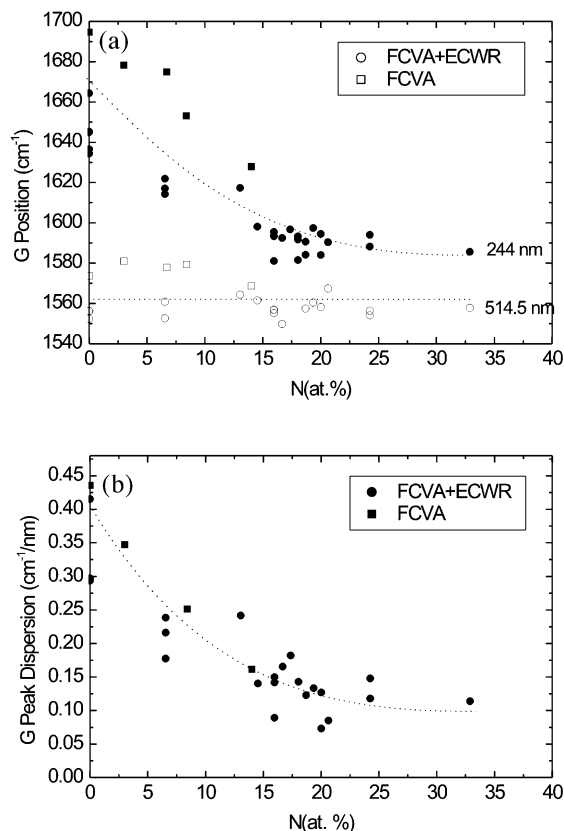 1700
(a)
FCVA+ECWR
FCVA
1680
1660
1640
1620
1600
1580
1560
1540
G Position (cm⁻¹)
244 nm
514.5 nm
0 5 10 15 20 25 30 35 40
N(at.%)
0.45
(b)
FCVA+ECWR
FCVA
0.40
0.35
0.30
0.25
0.20
0.15
0.10
0.05
0.00
G Peak Dispersion (cm⁻¹/nm)
0 5 10 15 20 25 30 35 40
N(at. %)